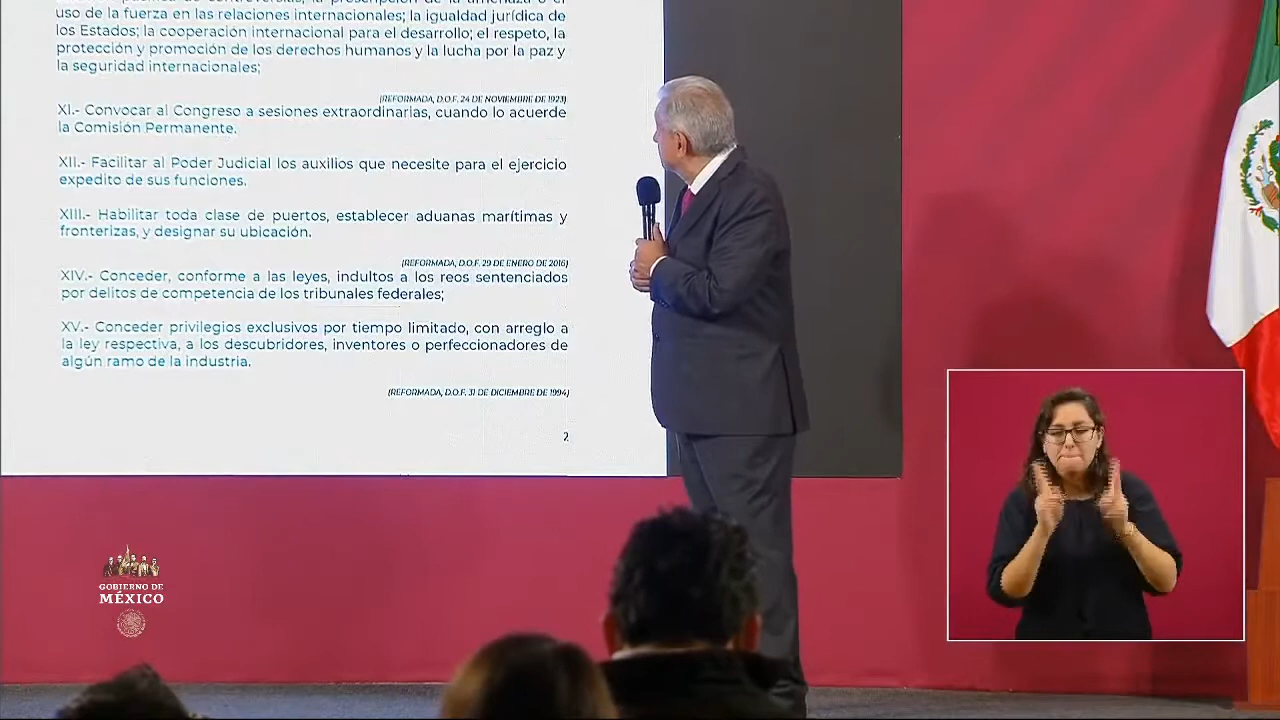 uso de la fuerza en las relaciones internacionales; la igualdad jurídica de
los Estados; la cooperación internacional para el desarrollo; el respeto, la
protección y promoción de los derechos humanos y la lucha por la paz y
la seguridad internacionales;
(REFORMADA, D.O.F. 24 DE NOVIEMBRE DE 1923)
XI.- Convocar al Congreso a sesiones extraordinarias, cuando lo acuerde
la Comisión Permanente.
XII.- Facilitar al Poder Judicial los auxilios que necesite para el ejercicio
expedito de sus funciones.
XIII.- Habilitar toda clase de puertos, establecer aduanas marítimas y
fronterizas, y designar su ubicación.
(REFORMADA, D.O.F. 29 DE ENERO DE 2016)
XIV.- Conceder, conforme a las leyes, indultos a los reos sentenciados
por delitos de competencia de los tribunales federales;
XV.- Conceder privilegios exclusivos por tiempo limitado, con arreglo a
la ley respectiva, a los descubridores, inventores o perfeccionadores de
algún ramo de la industria.
(REFORMADA, D.O.F. 31 DE DICIEMBRE DE 1994)
2
GOBIERNO DE
MÉXICO